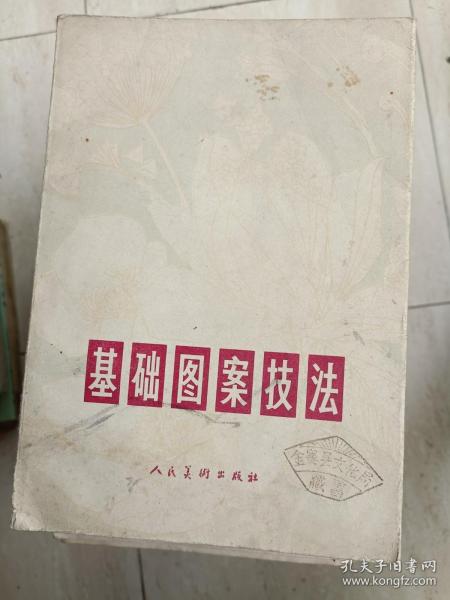 基础图案技法
人民美術出版社
金寨县文化局
藏書
孔夫子旧书网
www.kongfz.com